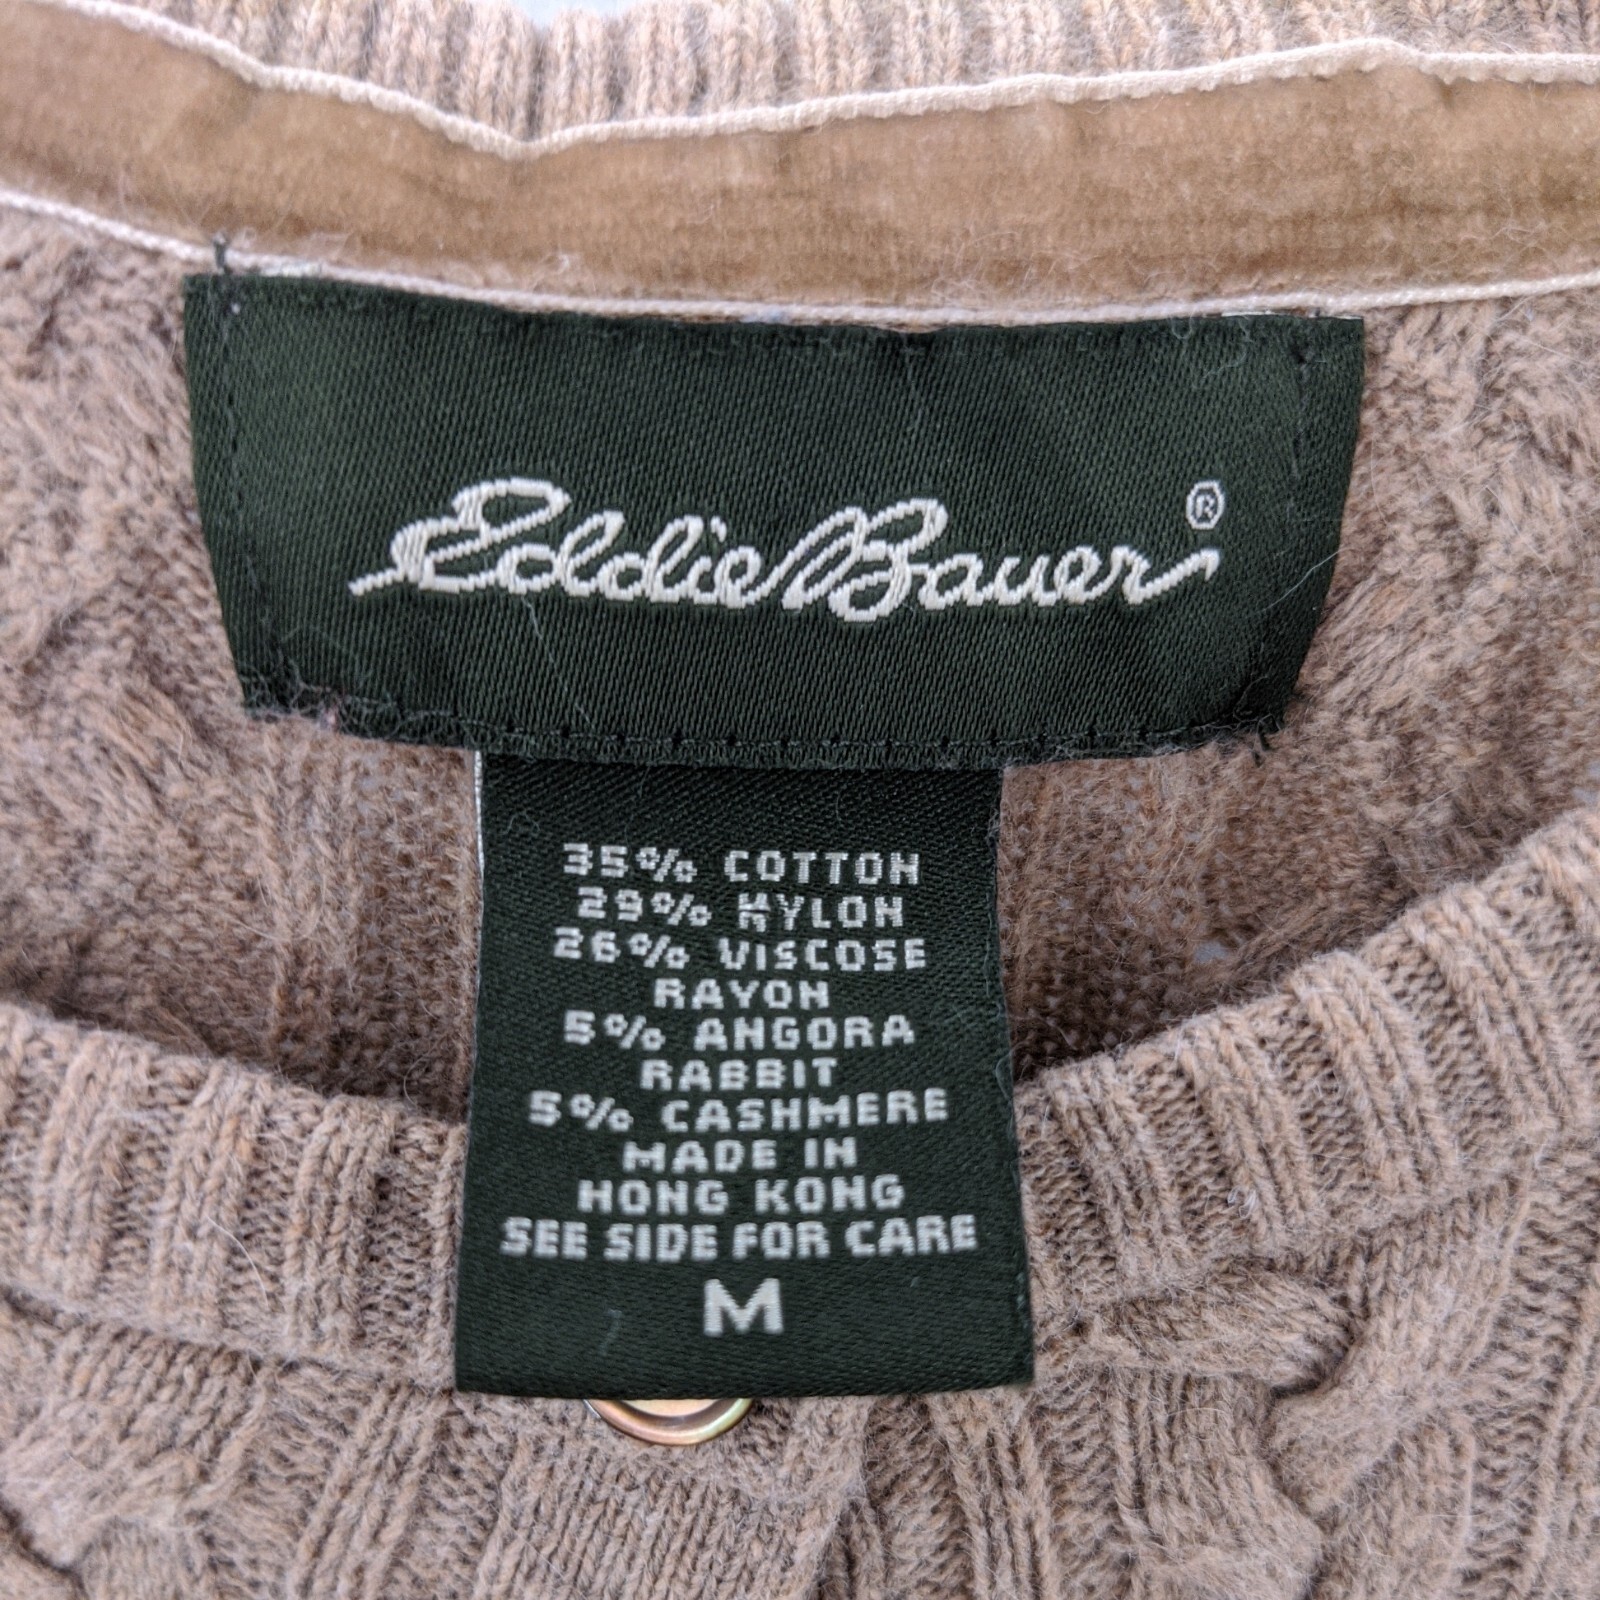 Eddie Bauer®
35% COTTON
29% NYLON
26% VISCOSE
RAYON
5% ANGORA
RABBIT
5% CASHMERE
MADE IN
HONG KONG
SEE SIDE FOR CARE
M